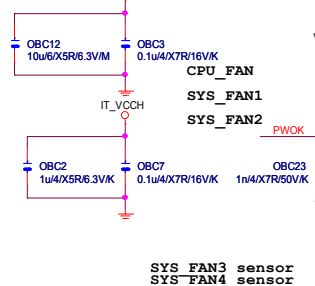 OBC12
10u/6/X5R/6.3V/M
OBC3
0.1u/4/X7R/16V/K
CPU_FAN
SYS_FAN1
SYS_FAN2
IT_VCCH
PWOK
OBC2
1u/4/X5R/6.3V/K
OBC7
0.1u/4/X7R/16V/K
OBC23
1n/4/X7R/50V/K
SYS_FAN3 sensor
SYS_FAN4 sensor